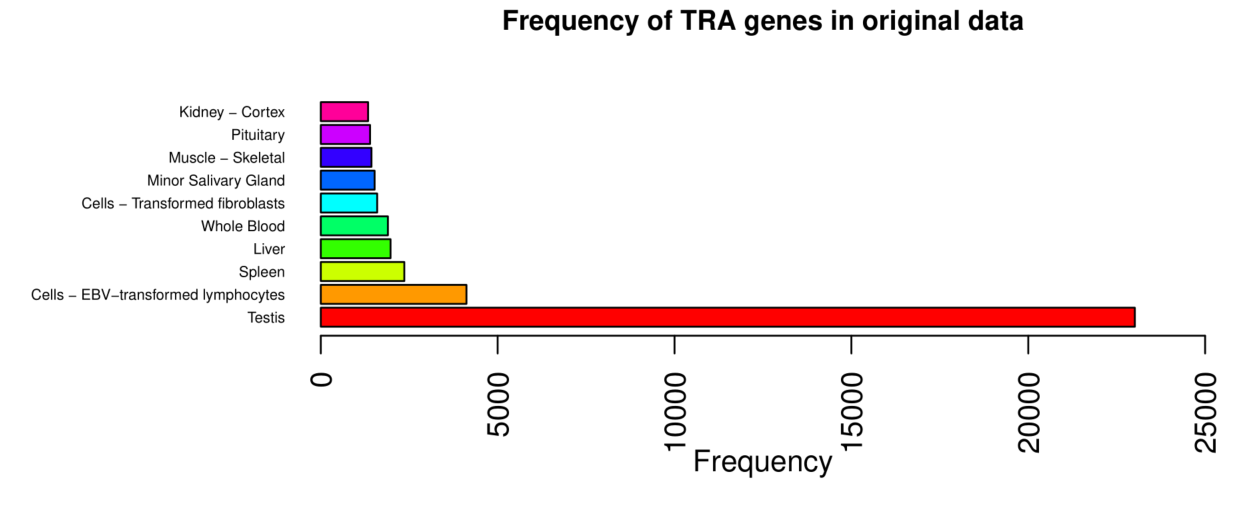 Frequency of TRA genes in original data
Kidney − Cortex
Pituitary
Muscle − Skeletal
Minor Salivary Gland
Cells − Transformed fibroblasts
Whole Blood
Liver
Spleen
Cells − EBV−transformed lymphocytes
Testis
0
5000
10000
15000
20000
25000
Frequency